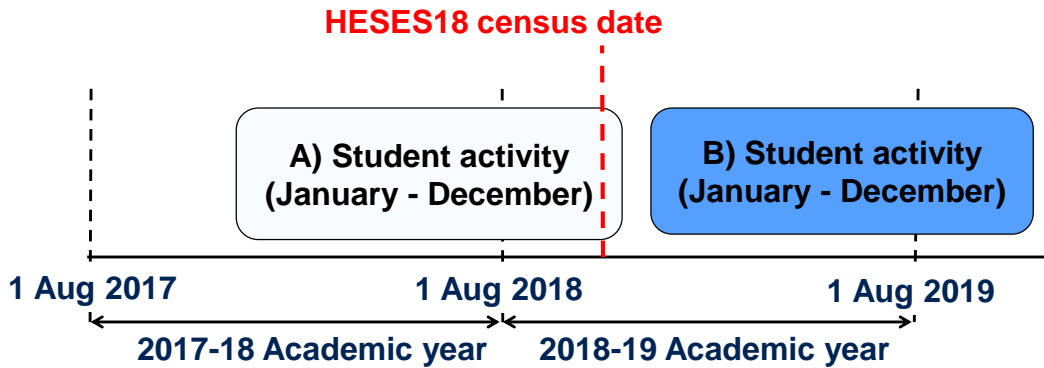 HESES18 census date
A) Student activity
(January - December)
B) Student activity
(January - December)
1 Aug 2017
1 Aug 2018
1 Aug 2019
2017-18 Academic year
2018-19 Academic year